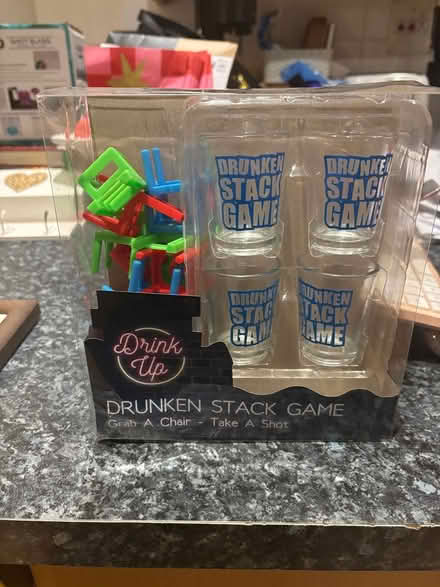 DRUNKEN
STACK
GAME
DRUNKEN
STACK
GAME
DRUNKEN
STACK
GAME
DRUNKEN
STACK
GAME
Drink
Up
DRUNKEN STACK GAME
Grab A Chair - Take A Shot